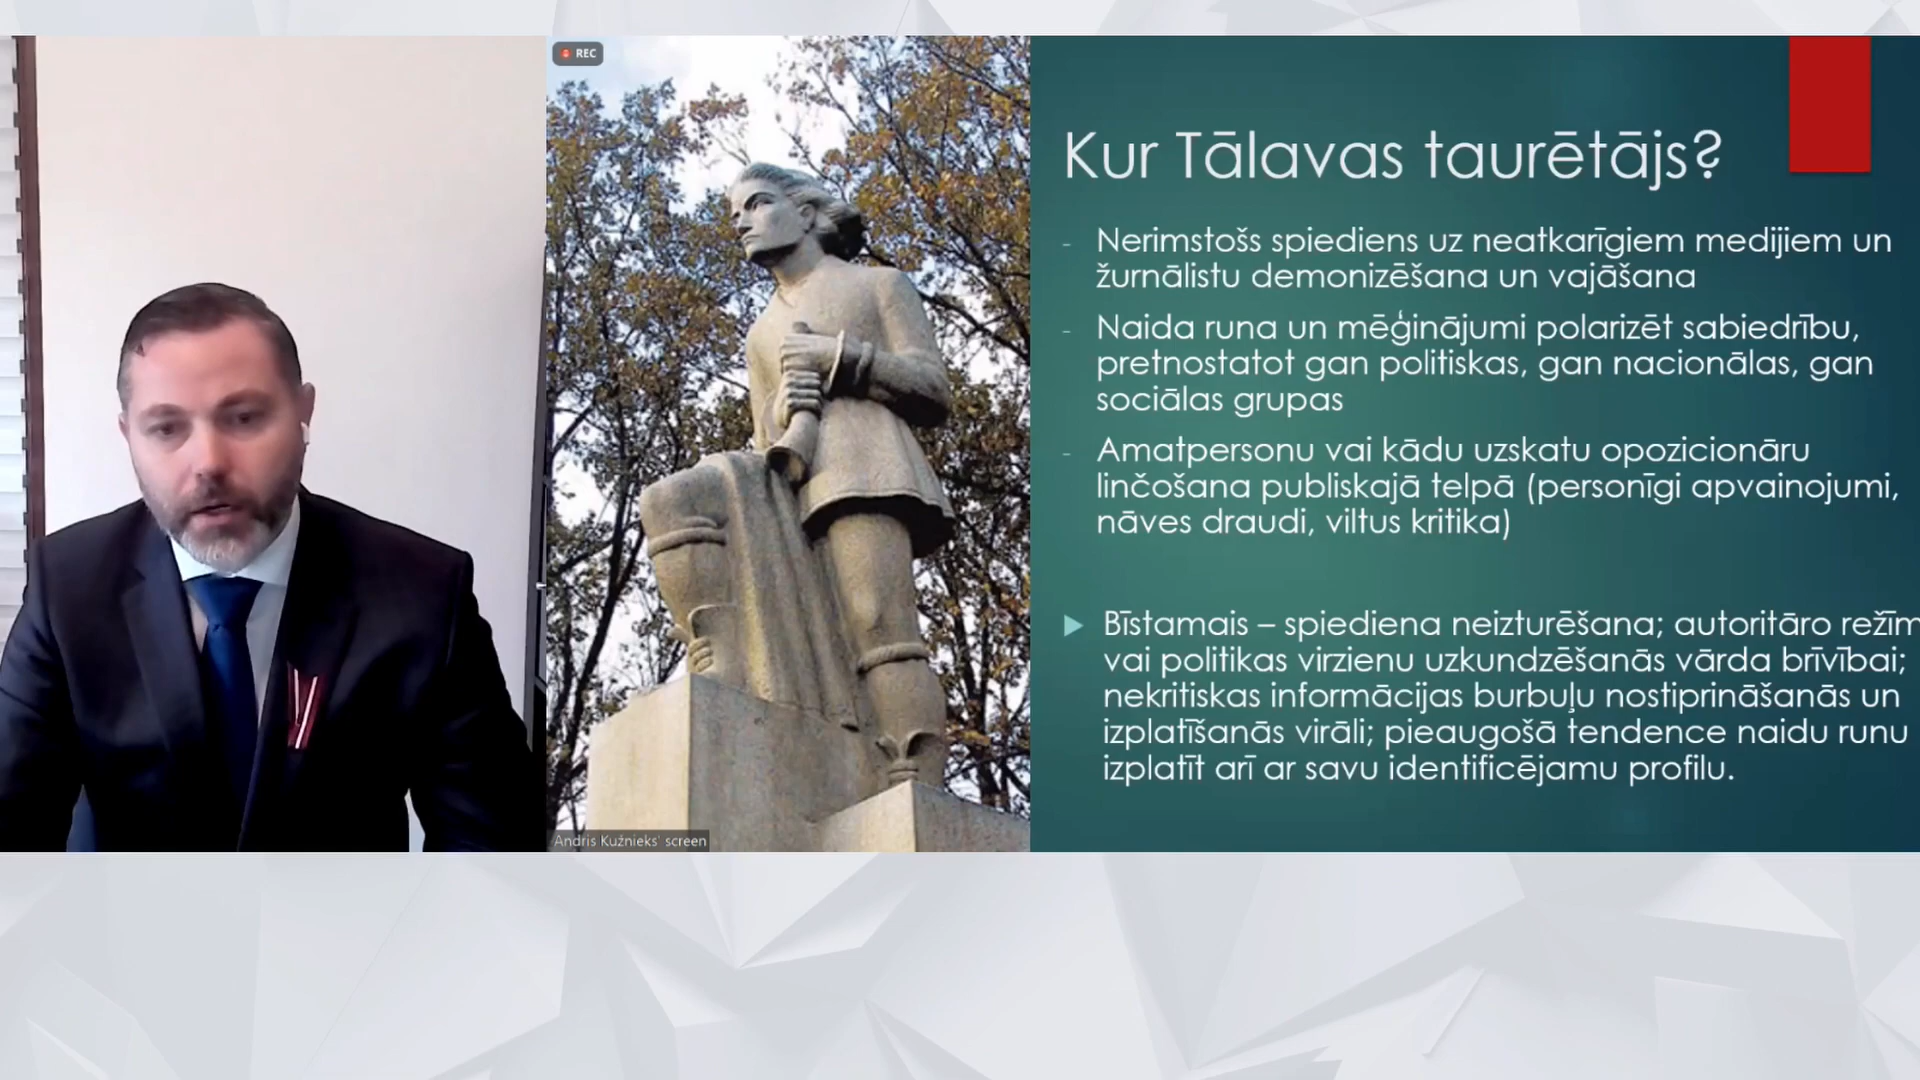 REC
Kur Tālavas taurētājs?
- Nerimstošs spiediens uz neatkarīgiem medijiem un
žurnālistu demonizēšana un vajāšana
- Naida runa un mēģinājumi polarizēt sabiedrību,
pretnostatot gan politiskas, gan nacionālas, gan
sociālas grupas
- Amatpersonu vai kādu uzskatu opozicionāru
linčošana publiskajā telpā (personīgi apvainojumi,
nāves draudi, viltus kritika)
Bīstamais – spiediena neizturēšana; autoritāro režīm
vai politikas virzienu uzkundzēšanās vārda brīvībai;
nekritiskas informācijas burbuļu nostiprināšanās un
izplatīšanās virāli; pieaugošā tendence naidu runu
izplatīt arī ar savu identificējamu profilu.
Andris Kužnieks' screen